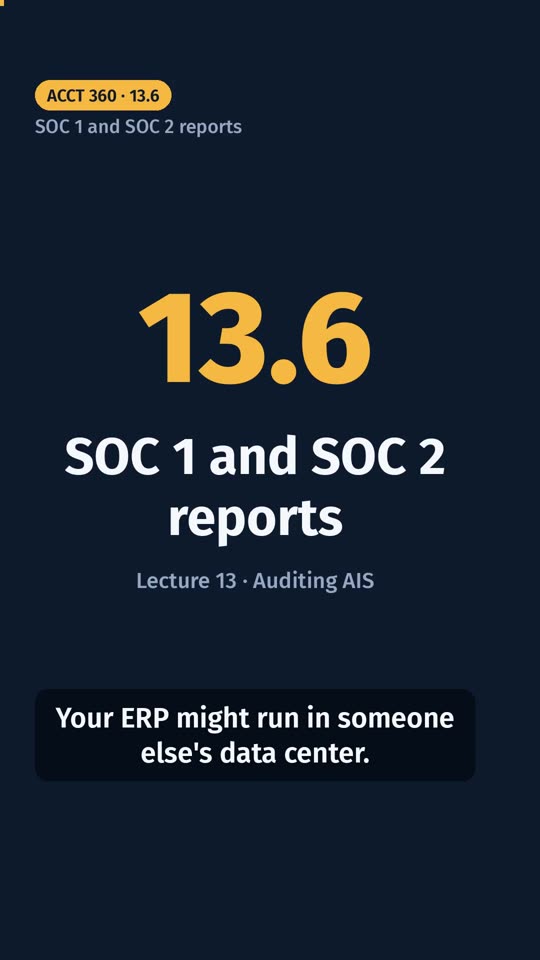 ACCT 360 · 13.6
SOC 1 and SOC 2 reports
13.6
SOC 1 and SOC 2
reports
Lecture 13 · Auditing AIS
Your ERP might run in someone
else's data center.